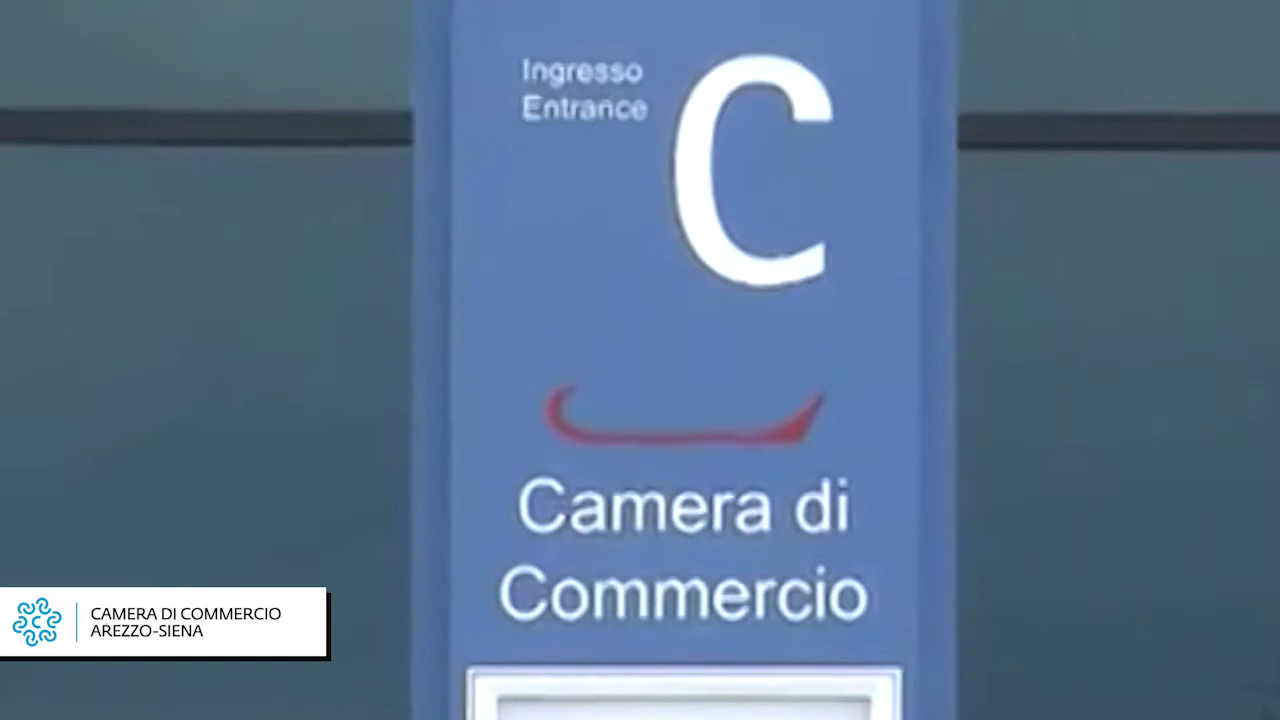 Ingresso
Entrance
C
Camera di
Commercio
C
CAMERA DI COMMERCIO
AREZZO-SIENA